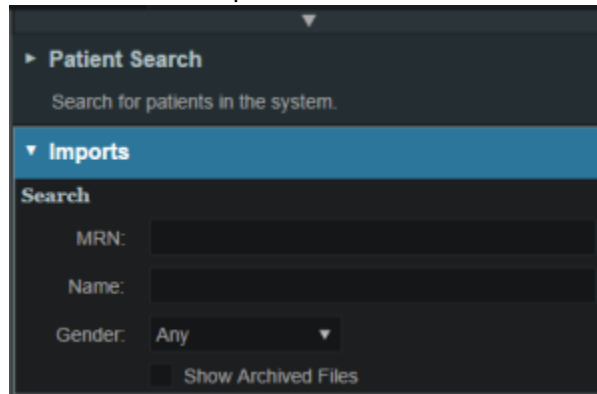 Patient Search
Search for patients in the system.
Imports
Search
MRN:
Name:
Gender: Any
Show Archived Files